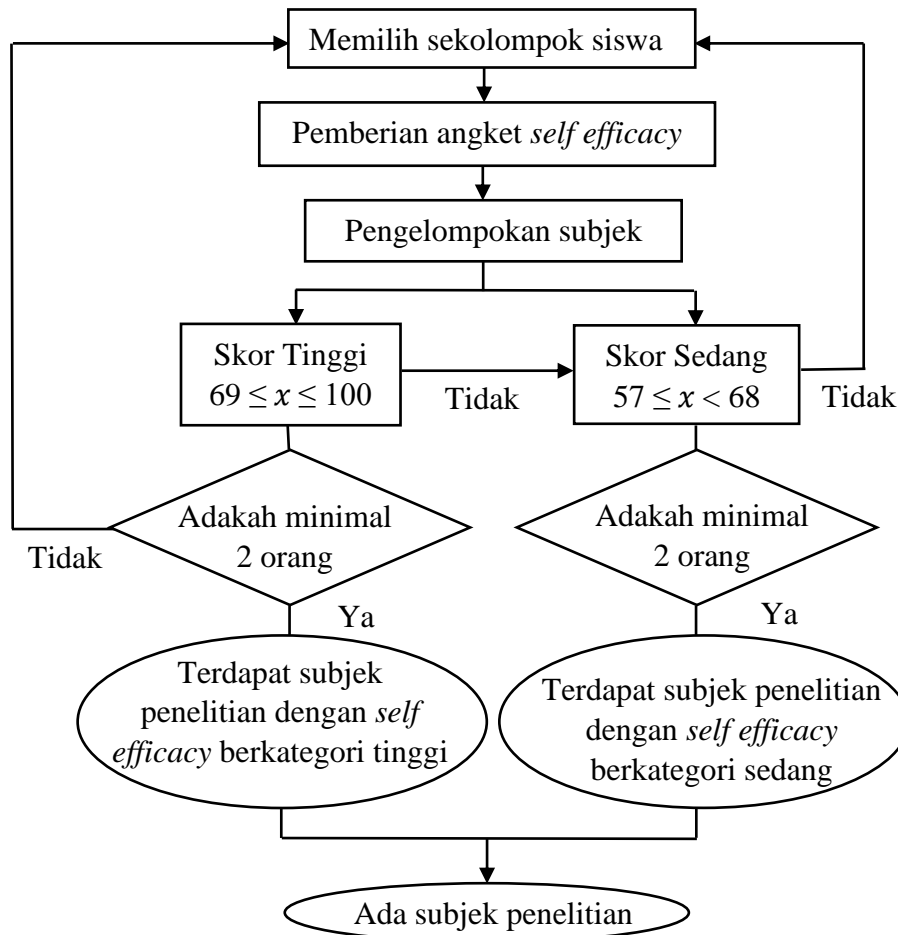 Memilih sekolompok siswa
Pemberian angket self efficacy
Pengelompokan subjek
Skor Tinggi
69 ≤ x ≤ 100
Tidak
Skor Sedang
57 ≤ x < 68
Tidak
Adakah minimal
2 orang
Tidak
Ya
Adakah minimal
2 orang
Ya
Terdapat subjek
penelitian dengan self
efficacy berkategori tinggi
Terdapat subjek penelitian
dengan self efficacy
berkategori sedang
Ada subjek penelitian